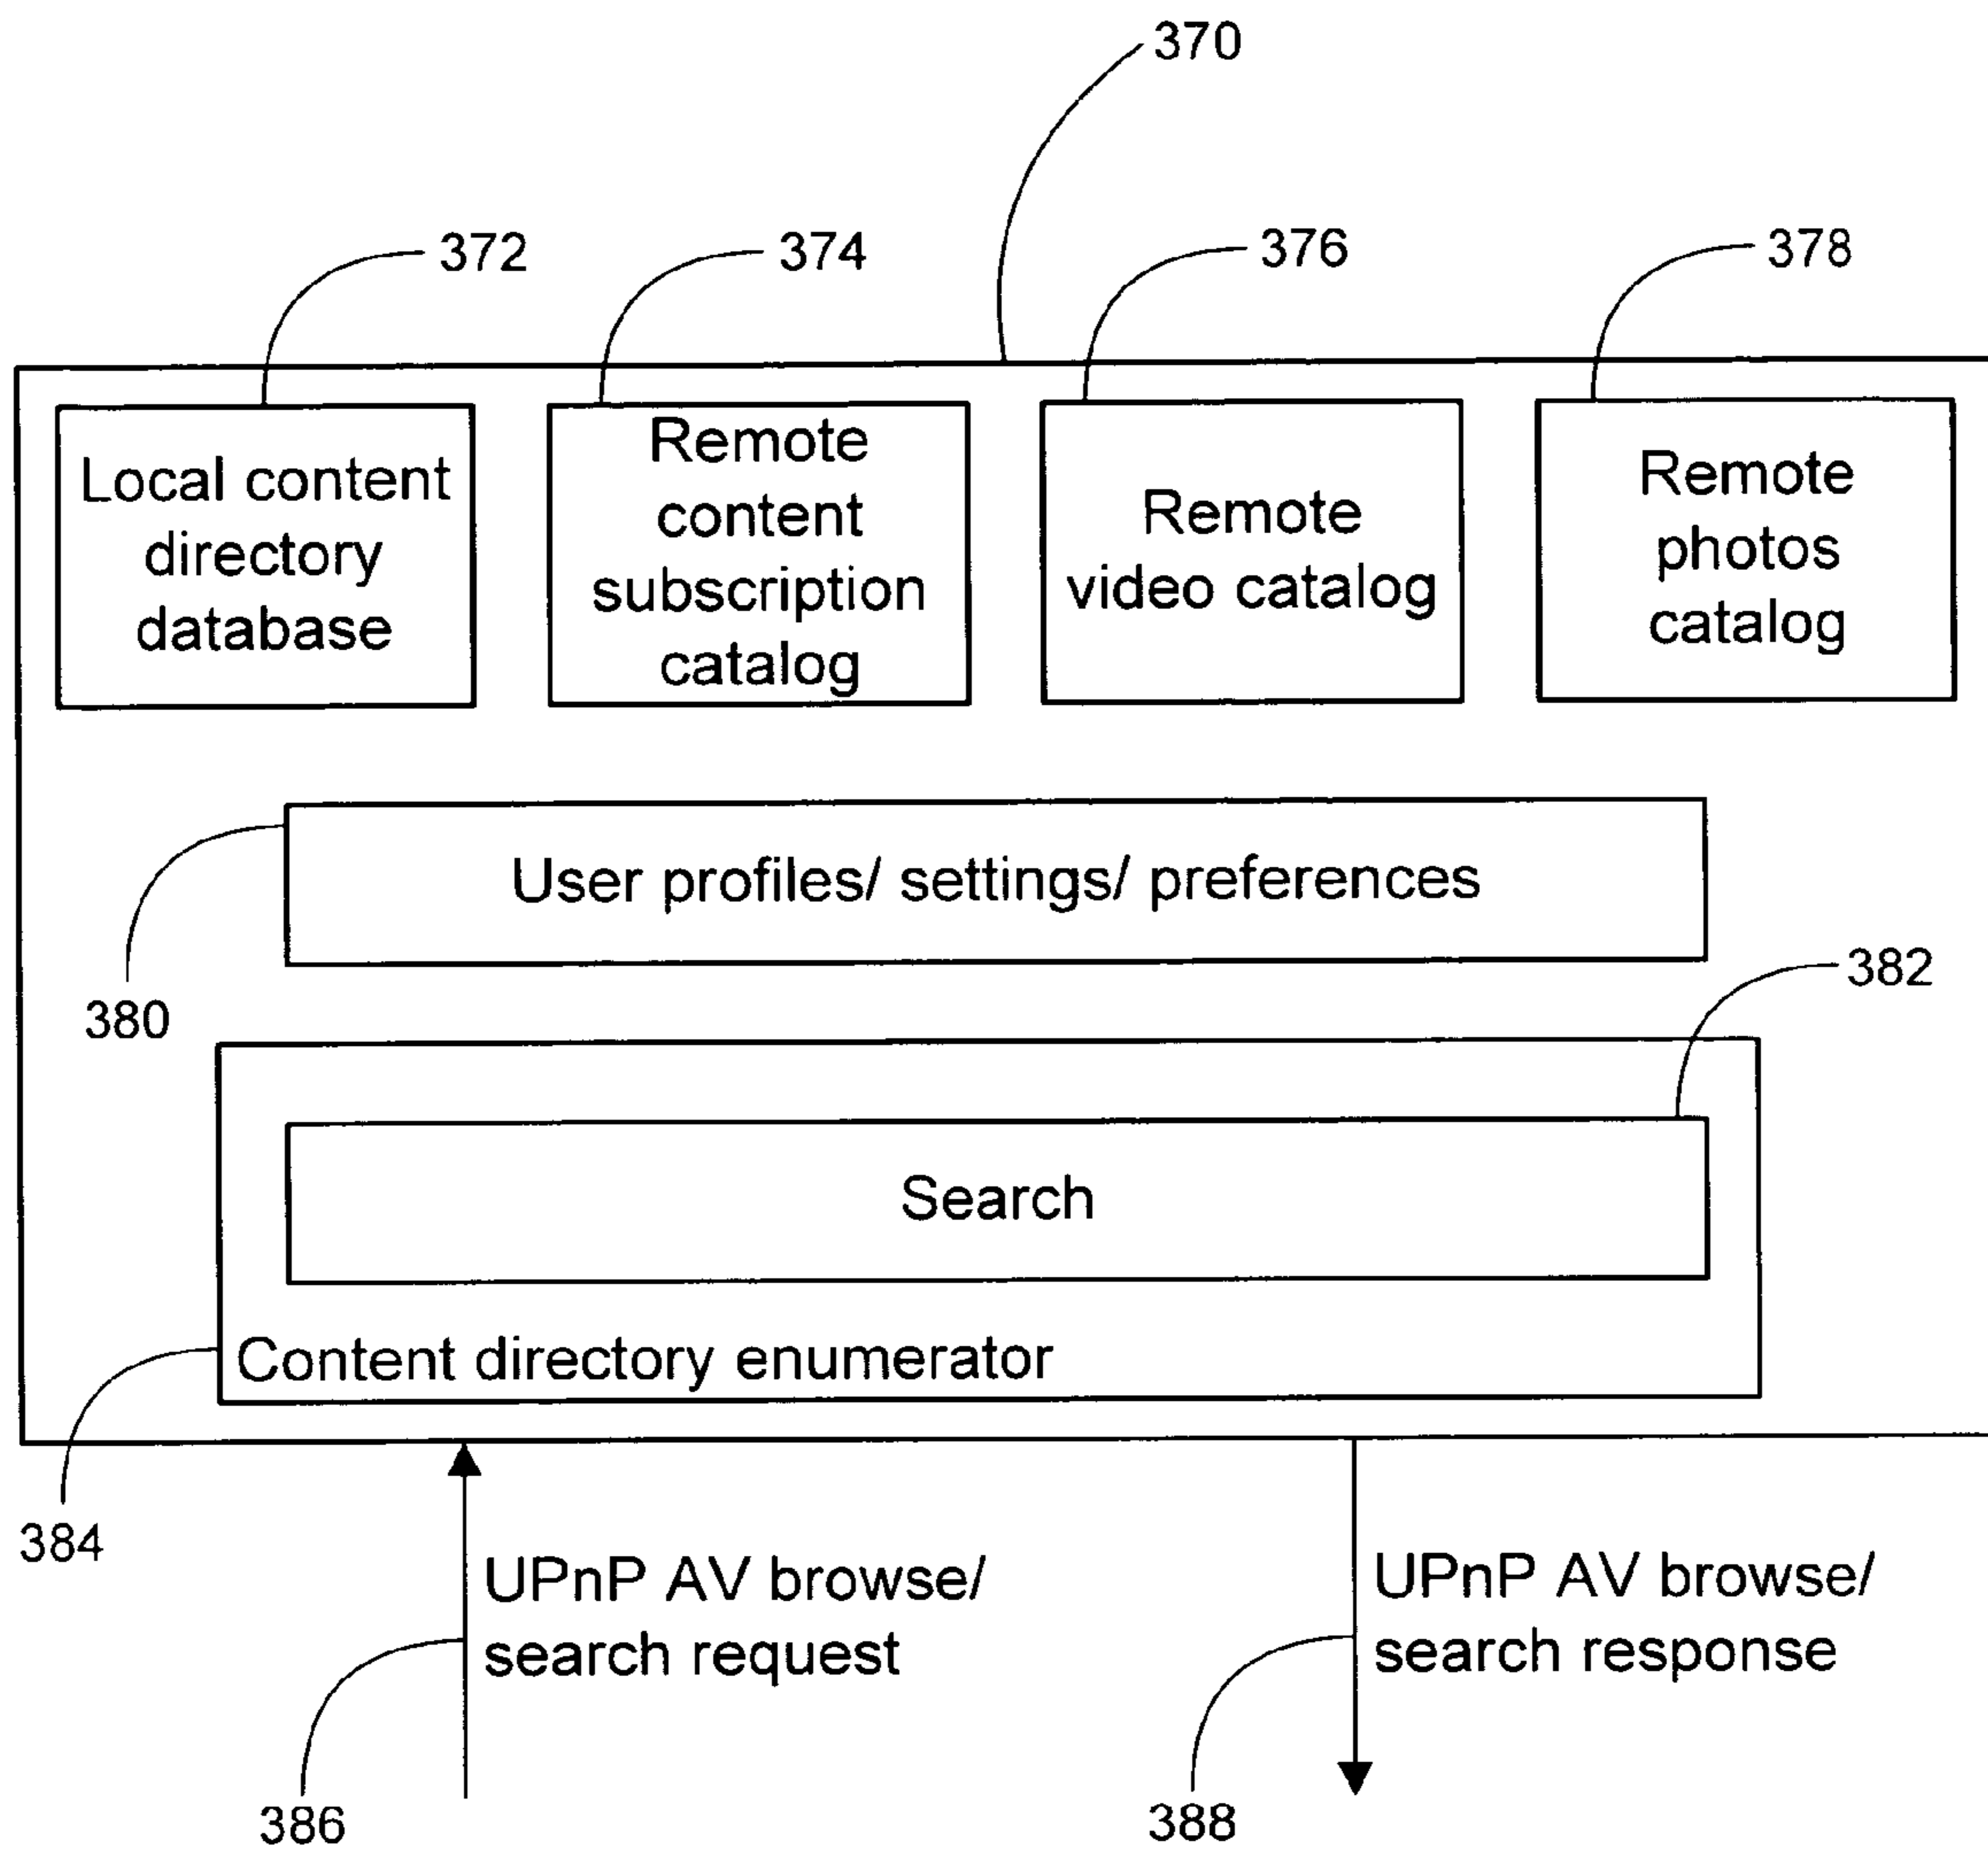 370
372
374
376
378
Local content
directory
database
Remote
content
subscription
catalog
Remote
video catalog
Remote
photos
catalog
User profiles/ settings/ preferences
380
382
Search
Content directory enumerator
384
UPnP AV browse/
search request
UPnP AV browse/
search response
386
388